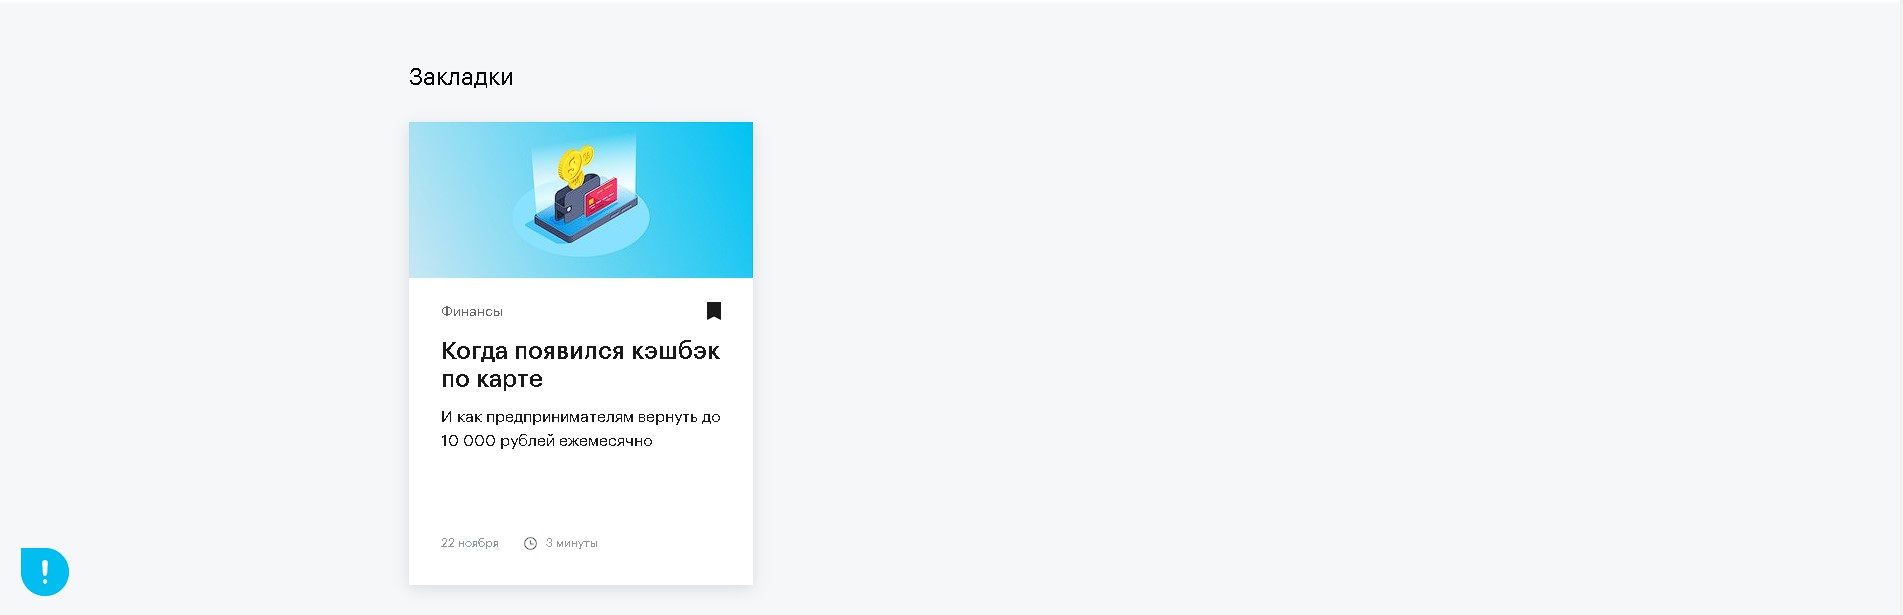 Закладки
Финансы
Когда появился кэшбэк
по карте
И как предпринимателям вернуть до
10 000 рублей ежемесячно
22 ноября 3 минуты